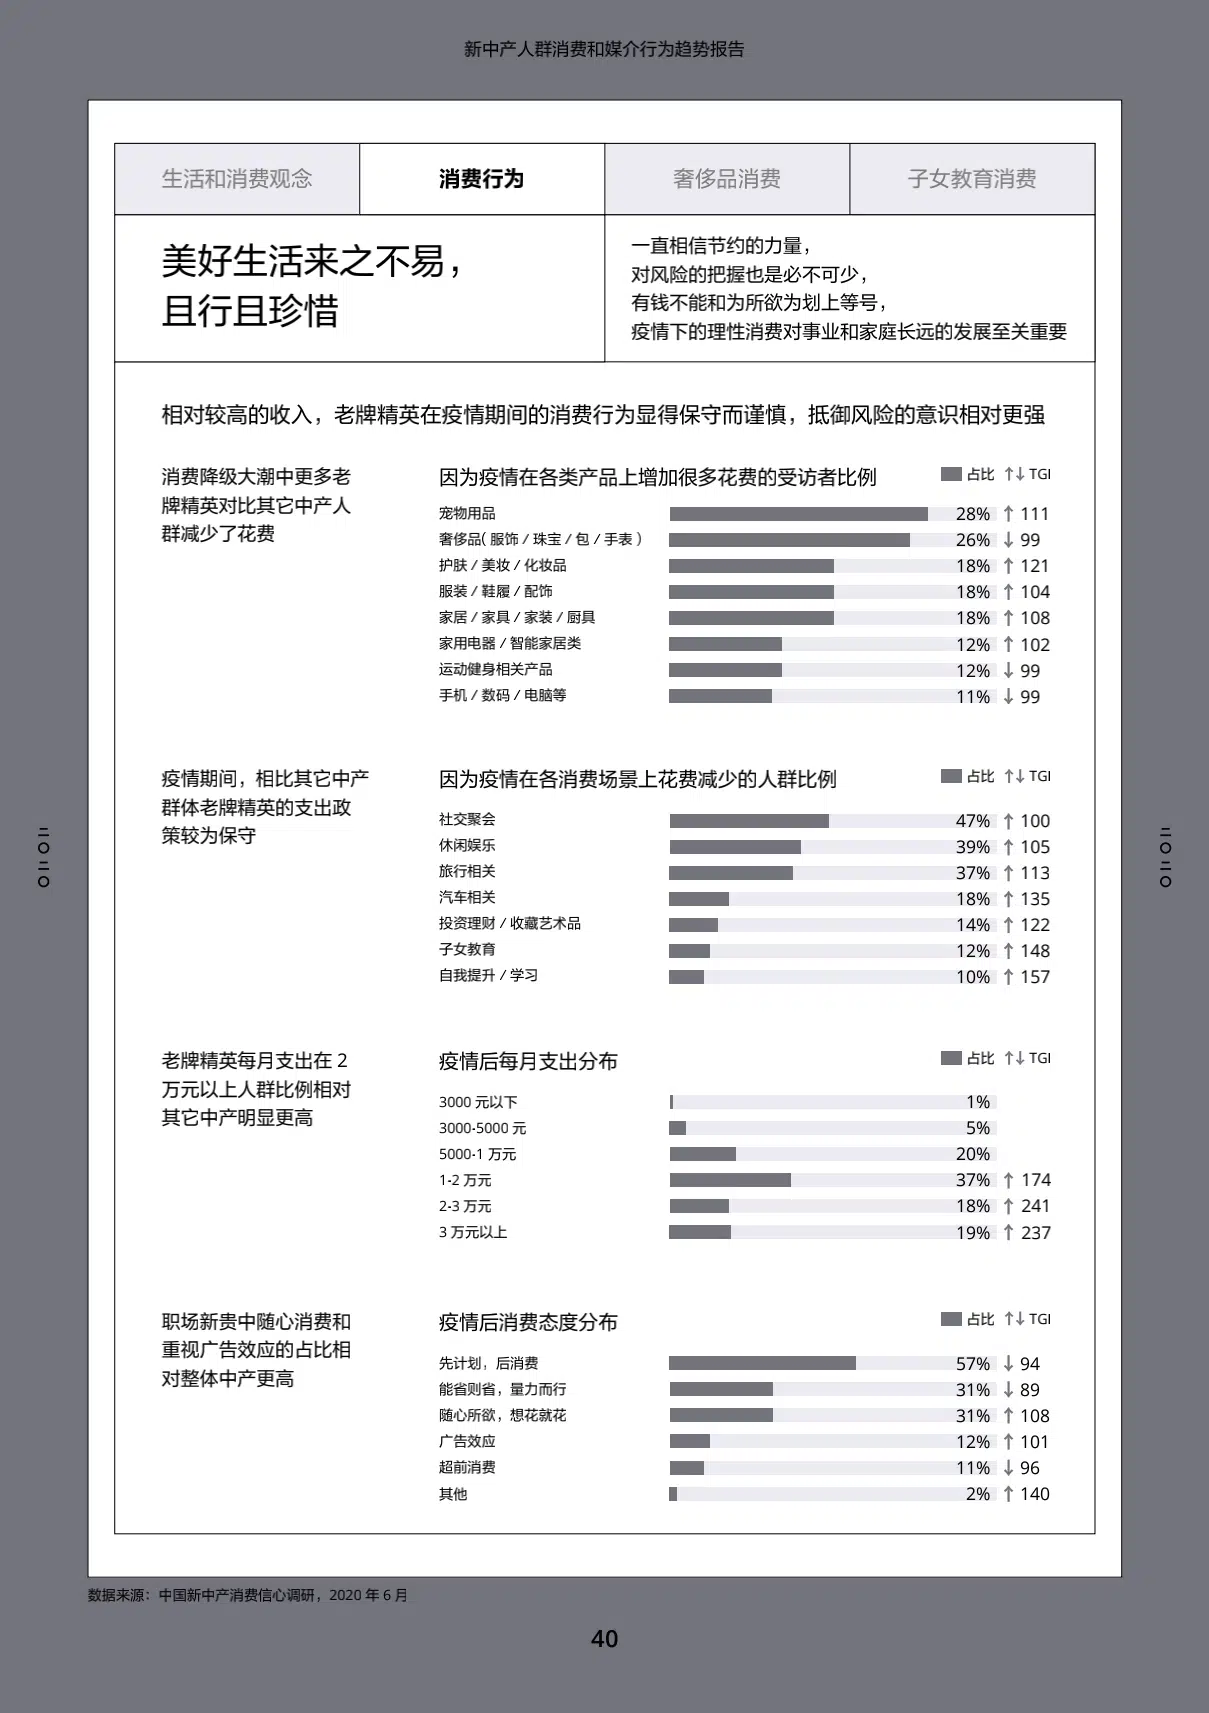 新中产人群消费和媒介行为趋势报告
生活和消费观念
消费行为
奢侈品消费
子女教育消费
美好生活来之不易，
且行且珍惜
一直相信节约的力量，
对风险的把握也是必不可少，
有钱不能和为所欲为划上等号，
疫情下的理性消费对事业和家庭长远的发展至关重要
相对较高的收入，老牌精英在疫情期间的消费行为显得保守而谨慎，抵御风险的意识相对更强
消费降级大潮中更多老
牌精英对比其它中产人
群减少了花费
因为疫情在各类产品上增加很多花费的受访者比例
占比 ↑↓ TGI
宠物用品 28% ↑ 111
奢侈品（服饰 / 珠宝 / 包 / 手表） 26% ↓ 99
护肤 / 美妆 / 化妆品 18% ↑ 121
服装 / 鞋履 / 配饰 18% ↑ 104
家居 / 家具 / 家装 / 厨具 18% ↑ 108
家用电器 / 智能家居类 12% ↑ 102
运动健身相关产品 12% ↓ 99
手机 / 数码 / 电脑等 11% ↓ 99
疫情期间，相比其它中产
群体老牌精英的支出政
策较为保守
因为疫情在各消费场景上花费减少的人群比例
占比 ↑↓ TGI
社交聚会 47% ↑ 100
休闲娱乐 39% ↑ 105
旅行相关 37% ↑ 113
汽车相关 18% ↑ 135
投资理财 / 收藏艺术品 14% ↑ 122
子女教育 12% ↑ 148
自我提升 / 学习 10% ↑ 157
二〇二〇
二〇二〇
老牌精英每月支出在 2
万元以上人群比例相对
其它中产明显更高
疫情后每月支出分布
占比 ↑↓ TGI
3000 元以下 1%
3000-5000 元 5%
5000-1 万元 20%
1-2 万元 37% ↑ 174
2-3 万元 18% ↑ 241
3 万元以上 19% ↑ 237
职场新贵中随心消费和
重视广告效应的占比相
对整体中产更高
疫情后消费态度分布
占比 ↑↓ TGI
先计划，后消费 57% ↓ 94
能省则省，量力而行 31% ↓ 89
随心所欲，想花就花 31% ↑ 108
广告效应 12% ↑ 101
超前消费 11% ↓ 96
其他 2% ↑ 140
数据来源：中国新中产消费信心调研，2020 年 6 月
40